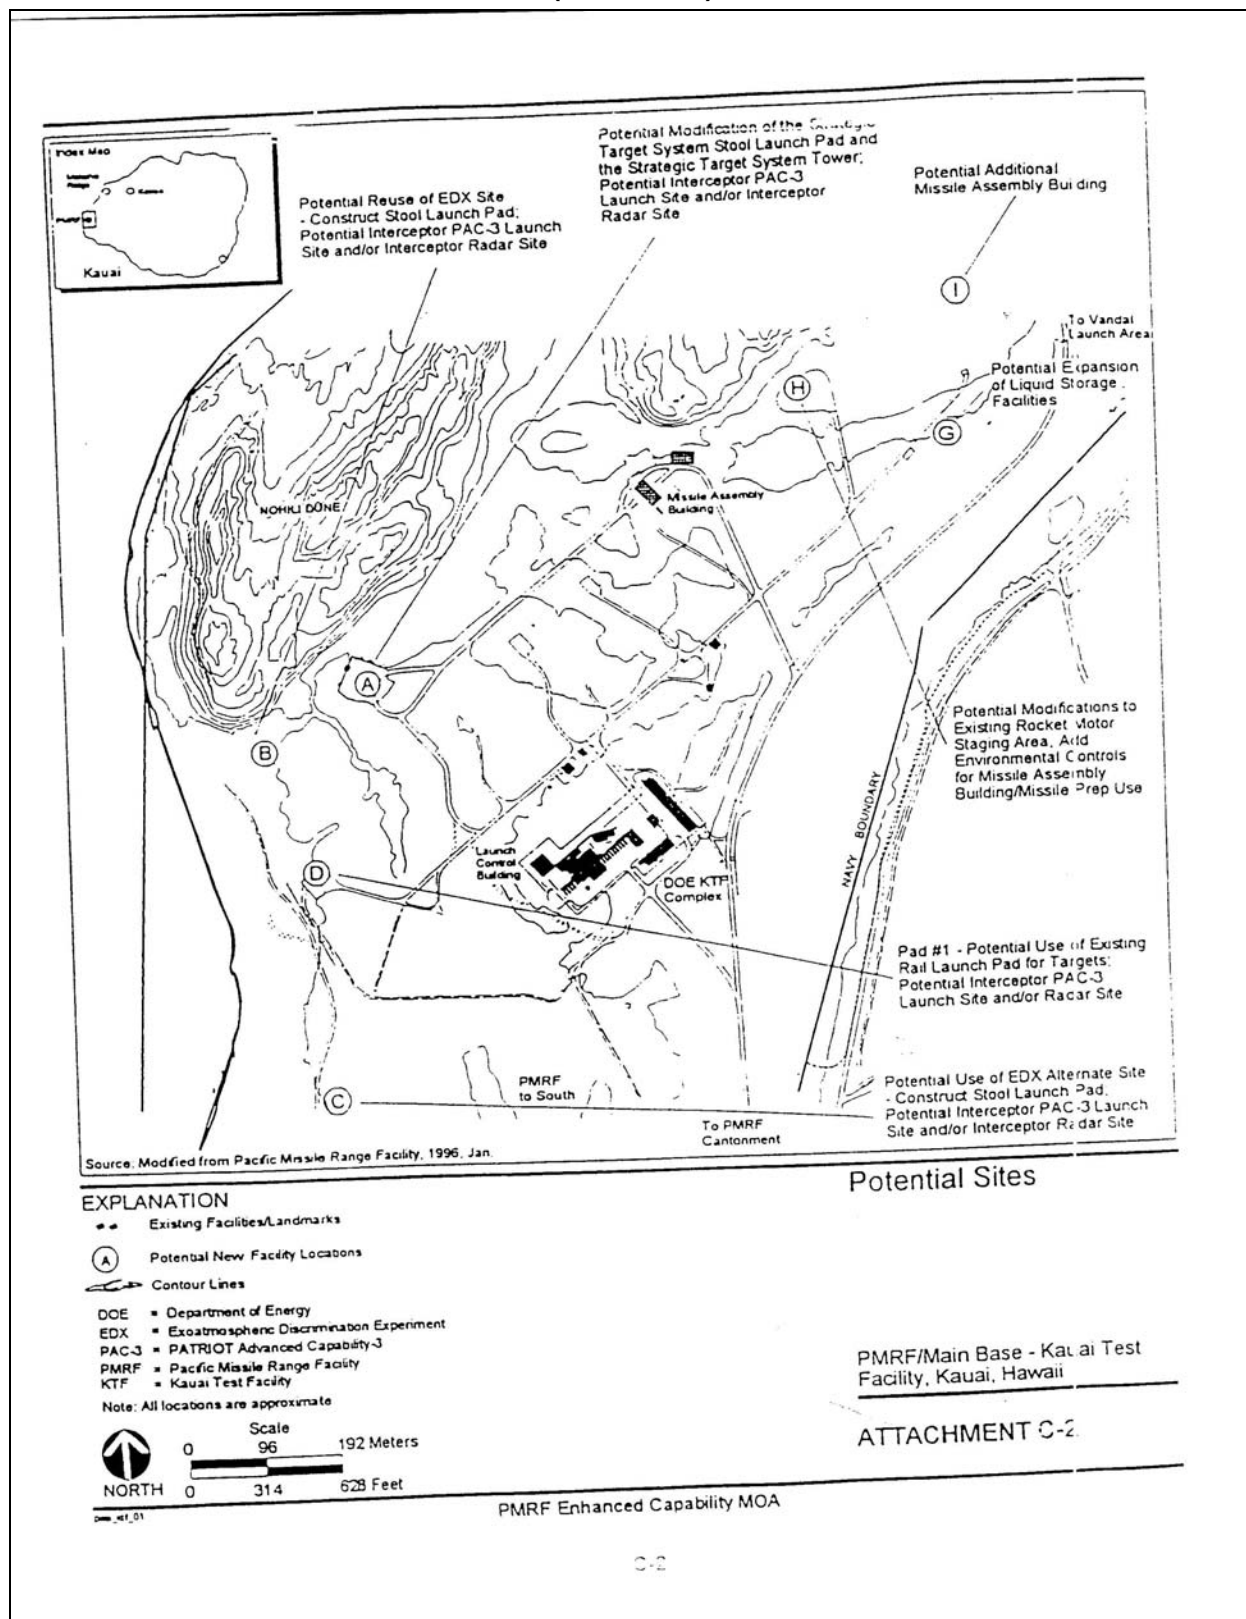 Index Map
Kauai
Potential Reuse of EDX Site
- Construct Stool Launch Pad;
Potential Interceptor PAC-3 Launch
Site and/or Interceptor Radar Site
Potential Modification of the Strategic
Target System Stool Launch Pad and
the Strategic Target System Tower;
Potential Interceptor PAC-3
Launch Site and/or Interceptor
Radar Site
Potential Additional
Missile Assembly Building
I
To Vandal
Launch Area
Potential Expansion
of Liquid Storage
Facilities
H
G
NOHILI DUNE
Missile Assembly
Building
A
B
Potential Modifications to
Existing Rocket Motor
Staging Area, Add
Environmental Controls
for Missile Assembly
Building/Missile Prep Use
NAVY BOUNDARY
Launch
Control
Building
D
DOE KTF
Complex
Pad #1 - Potential Use of Existing
Rail Launch Pad for Targets;
Potential Interceptor PAC-3
Launch Site and/or Radar Site
C
PMRF
to South
To PMRF
Cantonment
Potential Use of EDX Alternate Site
- Construct Stool Launch Pad;
Potential Interceptor PAC-3 Launch
Site and/or Interceptor Radar Site
Source: Modified from Pacific Missile Range Facility, 1996, Jan.
EXPLANATION
Existing Facilities/Landmarks
A Potential New Facility Locations
Contour Lines
DOE = Department of Energy
EDX = Exoatmospheric Discrimination Experiment
PAC-3 = PATRIOT Advanced Capability-3
PMRF = Pacific Missile Range Facility
KTF = Kauai Test Facility
Note: All locations are approximate
Scale
0 96 192 Meters
NORTH 0 314 628 Feet
Potential Sites
PMRF/Main Base - Kauai Test
Facility, Kauai, Hawaii
ATTACHMENT C-2
PMRF Enhanced Capability MOA
C-2